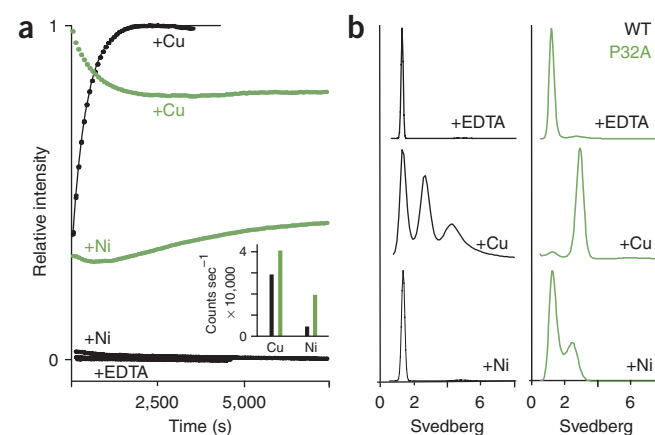 a
1
+Cu
+Cu
Relative intensity
+Ni
Counts sec⁻¹
× 10,000
4
2
0
Cu Ni
+Ni
0
+EDTA
2,500 5,000
Time (s)
b
WT
P32A
+EDTA +EDTA
+Cu +Cu
+Ni +Ni
0 2 6 0 2 6
Svedberg Svedberg